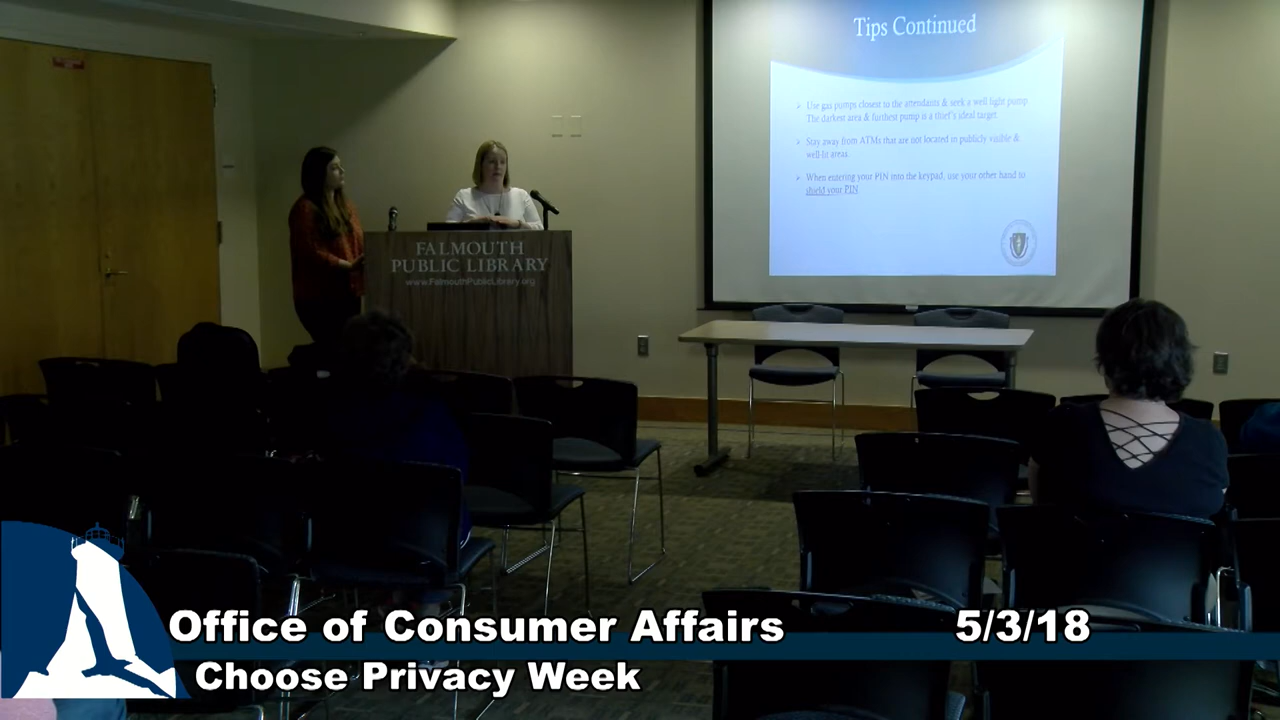 Tips Continued
Use gas pumps closest to the attendants & seek a well light pump.
The darkest area & furthest pump is a thief's ideal target.
Stay away from ATMs that are not located in publicly visible &
well-lit areas.
When entering your PIN into the keypad, use your other hand to
shield your PIN.
FALMOUTH
PUBLIC LIBRARY
www.FalmouthPublicLibrary.org
Office of Consumer Affairs 5/3/18
Choose Privacy Week